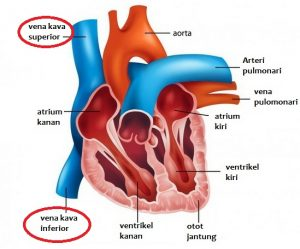 vena kava
superior
aorta
Arteri
pulmonari
vena
pulomonari
atrium
kanan
atrium
kiri
ventrikel
kiri
vena kava
inferior
ventrikel
kanan
otot
jantung